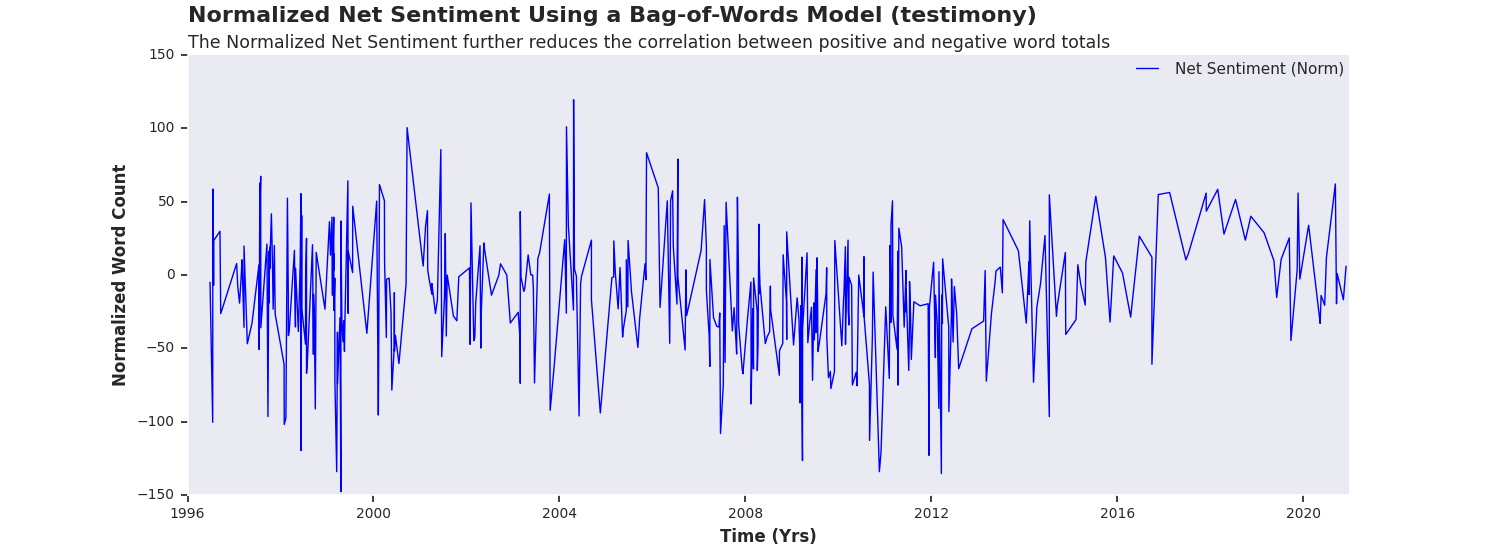 Normalized Net Sentiment Using a Bag-of-Words Model (testimony)
The Normalized Net Sentiment further reduces the correlation between positive and negative word totals
Net Sentiment (Norm)
Normalized Word Count
150
100
50
0
−50
−100
−150
1996 2000 2004 2008 2012 2016 2020
Time (Yrs)